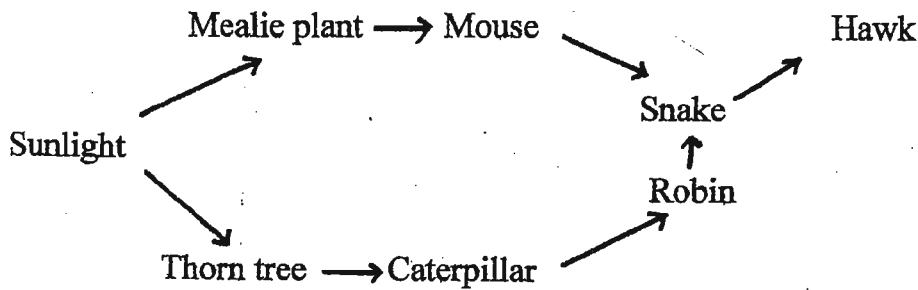 Mealie plant Mouse Hawk
Snake
Sunlight
Robin
Thorn tree Caterpillar